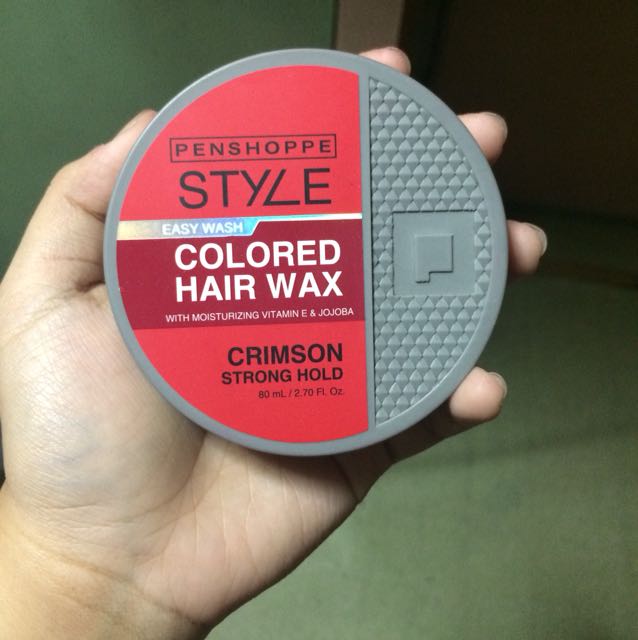 PENSHOPPE
STYLE
EASY WASH
COLORED
HAIR WAX
WITH MOISTURIZING VITAMIN E & JOJOBA
CRIMSON
STRONG HOLD
80 mL / 2.70 Fl. Oz.